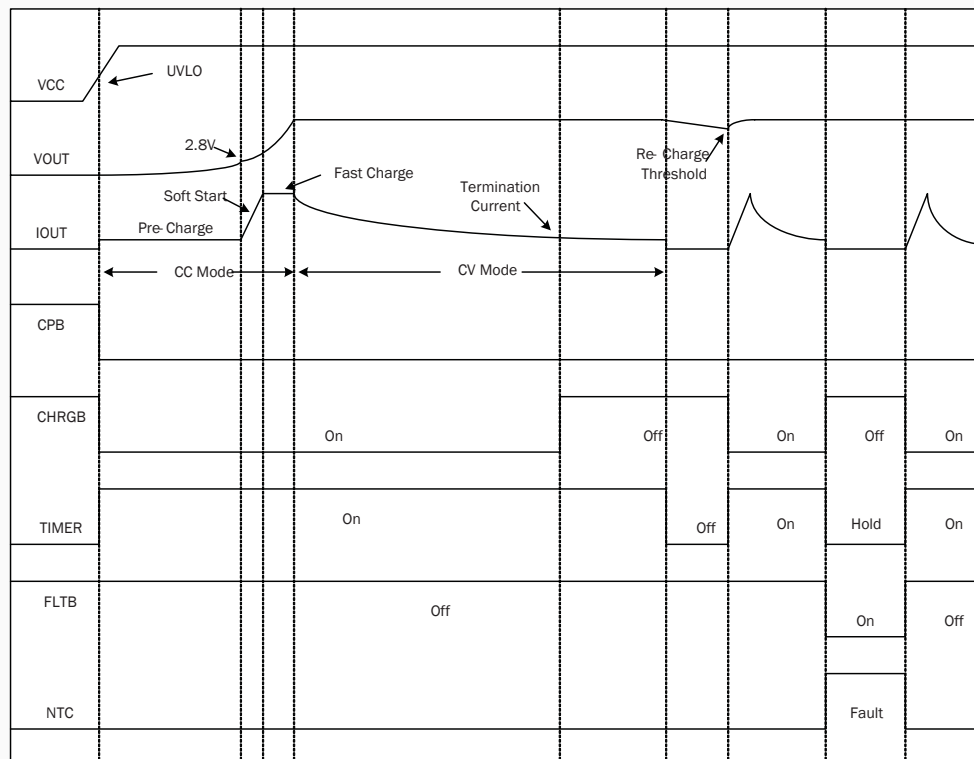 UVLO
VCC
2.8V
VOUT
Re- Charge
Threshold
Fast Charge
Termination
Current
Soft Start
Pre- Charge
IOUT
CC Mode
CV Mode
CPB
CHRGB
On
Off
On
Off
On
TIMER
On
Off
On
Hold
On
FLTB
Off
On
Off
NTC
Fault